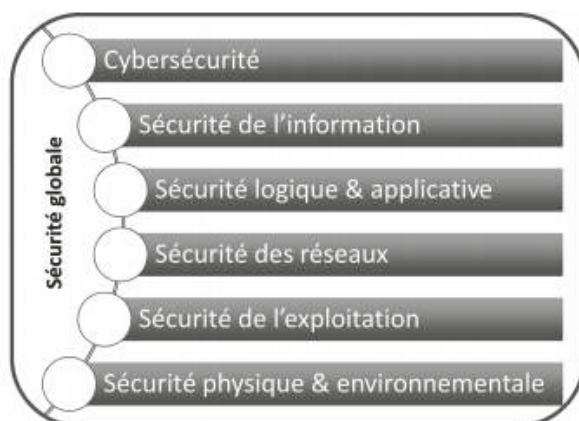 Sécurité globale
Cybersécurité
Sécurité de l'information
Sécurité logique & applicative
Sécurité des réseaux
Sécurité de l'exploitation
Sécurité physique & environnementale